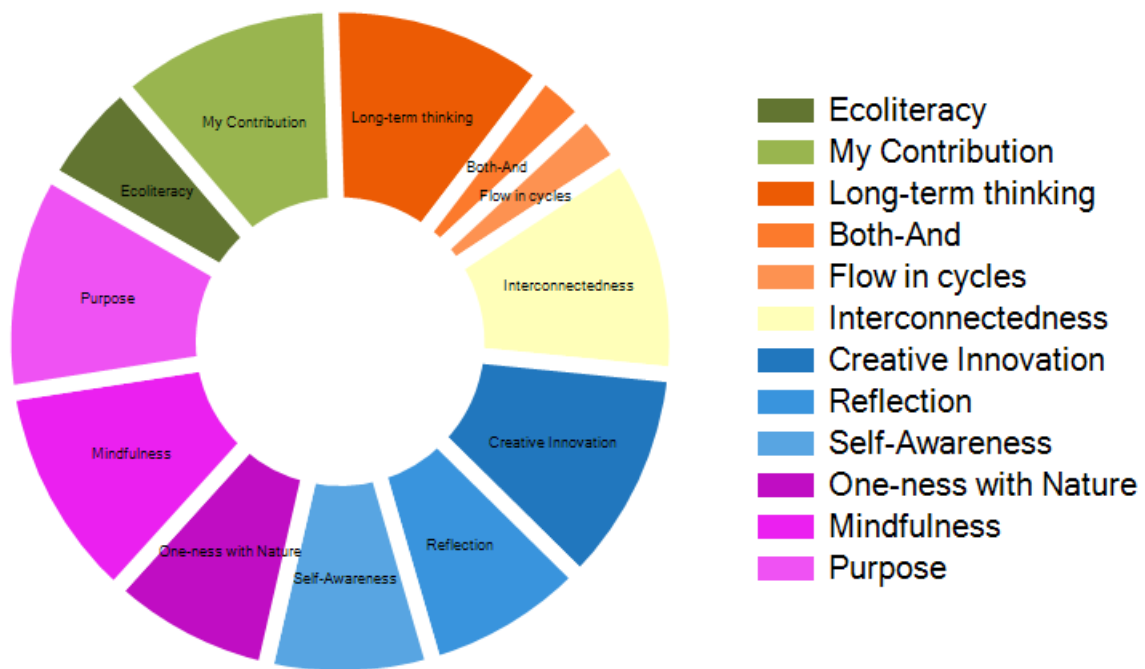 My Contribution
Long-term thinking
Both-And
Flow in cycles
Ecoliteracy
Interconnectedness
Purpose
Creative Innovation
Mindfulness
Reflection
One-ness with Nature
Self-Awareness
Ecoliteracy
My Contribution
Long-term thinking
Both-And
Flow in cycles
Interconnectedness
Creative Innovation
Reflection
Self-Awareness
One-ness with Nature
Mindfulness
Purpose